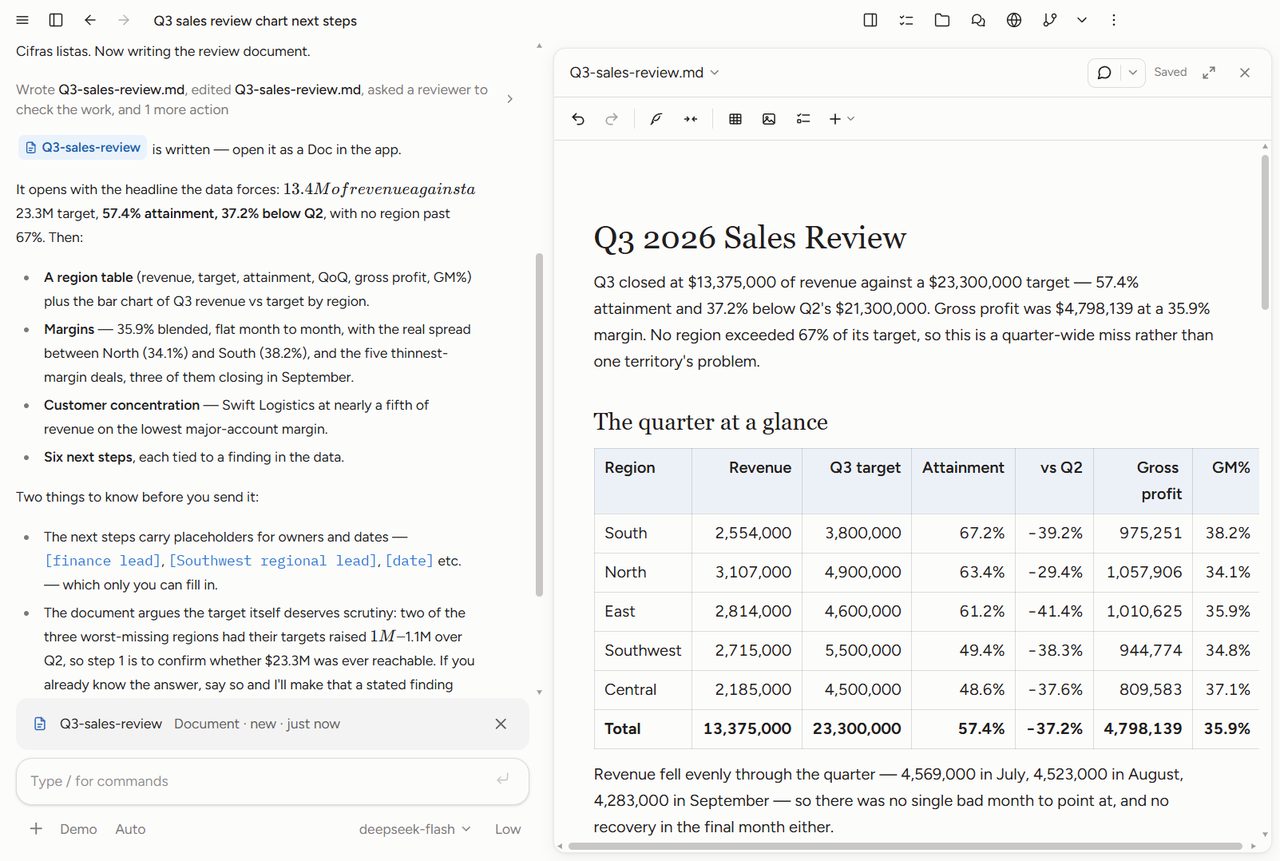 Q3 sales review chart next steps
Cifras listas. Now writing the review document.
Wrote Q3-sales-review.md, edited Q3-sales-review.md, asked a reviewer to
check the work, and 1 more action
Q3-sales-review is written — open it as a Doc in the app.
It opens with the headline the data forces: 13.4Mofrevenueagainsta
23.3M target, 57.4% attainment, 37.2% below Q2, with no region past
67%. Then:
A region table (revenue, target, attainment, QoQ, gross profit, GM%)
plus the bar chart of Q3 revenue vs target by region.
Margins — 35.9% blended, flat month to month, with the real spread
between North (34.1%) and South (38.2%), and the five thinnest-
margin deals, three of them closing in September.
Customer concentration — Swift Logistics at nearly a fifth of
revenue on the lowest major-account margin.
Six next steps, each tied to a finding in the data.
Two things to know before you send it:
The next steps carry placeholders for owners and dates —
[finance lead], [Southwest regional lead], [date] etc.
— which only you can fill in.
The document argues the target itself deserves scrutiny: two of the
three worst-missing regions had their targets raised 1M–1.1M over
Q2, so step 1 is to confirm whether $23.3M was ever reachable. If you
already know the answer, say so and I'll make that a stated finding
Q3-sales-review Document · new · just now
Type / for commands
Demo Auto deepseek-flash Low
Q3-sales-review.md
Saved
Q3 2026 Sales Review
Q3 closed at $13,375,000 of revenue against a $23,300,000 target — 57.4%
attainment and 37.2% below Q2's $21,300,000. Gross profit was $4,798,139 at a 35.9%
margin. No region exceeded 67% of its target, so this is a quarter-wide miss rather than
one territory's problem.
The quarter at a glance
Region Revenue Q3 target Attainment vs Q2 Gross profit GM%
South 2,554,000 3,800,000 67.2% -39.2% 975,251 38.2%
North 3,107,000 4,900,000 63.4% -29.4% 1,057,906 34.1%
East 2,814,000 4,600,000 61.2% -41.4% 1,010,625 35.9%
Southwest 2,715,000 5,500,000 49.4% -38.3% 944,774 34.8%
Central 2,185,000 4,500,000 48.6% -37.6% 809,583 37.1%
Total 13,375,000 23,300,000 57.4% -37.2% 4,798,139 35.9%
Revenue fell evenly through the quarter — 4,569,000 in July, 4,523,000 in August,
4,283,000 in September — so there was no single bad month to point at, and no
recovery in the final month either.